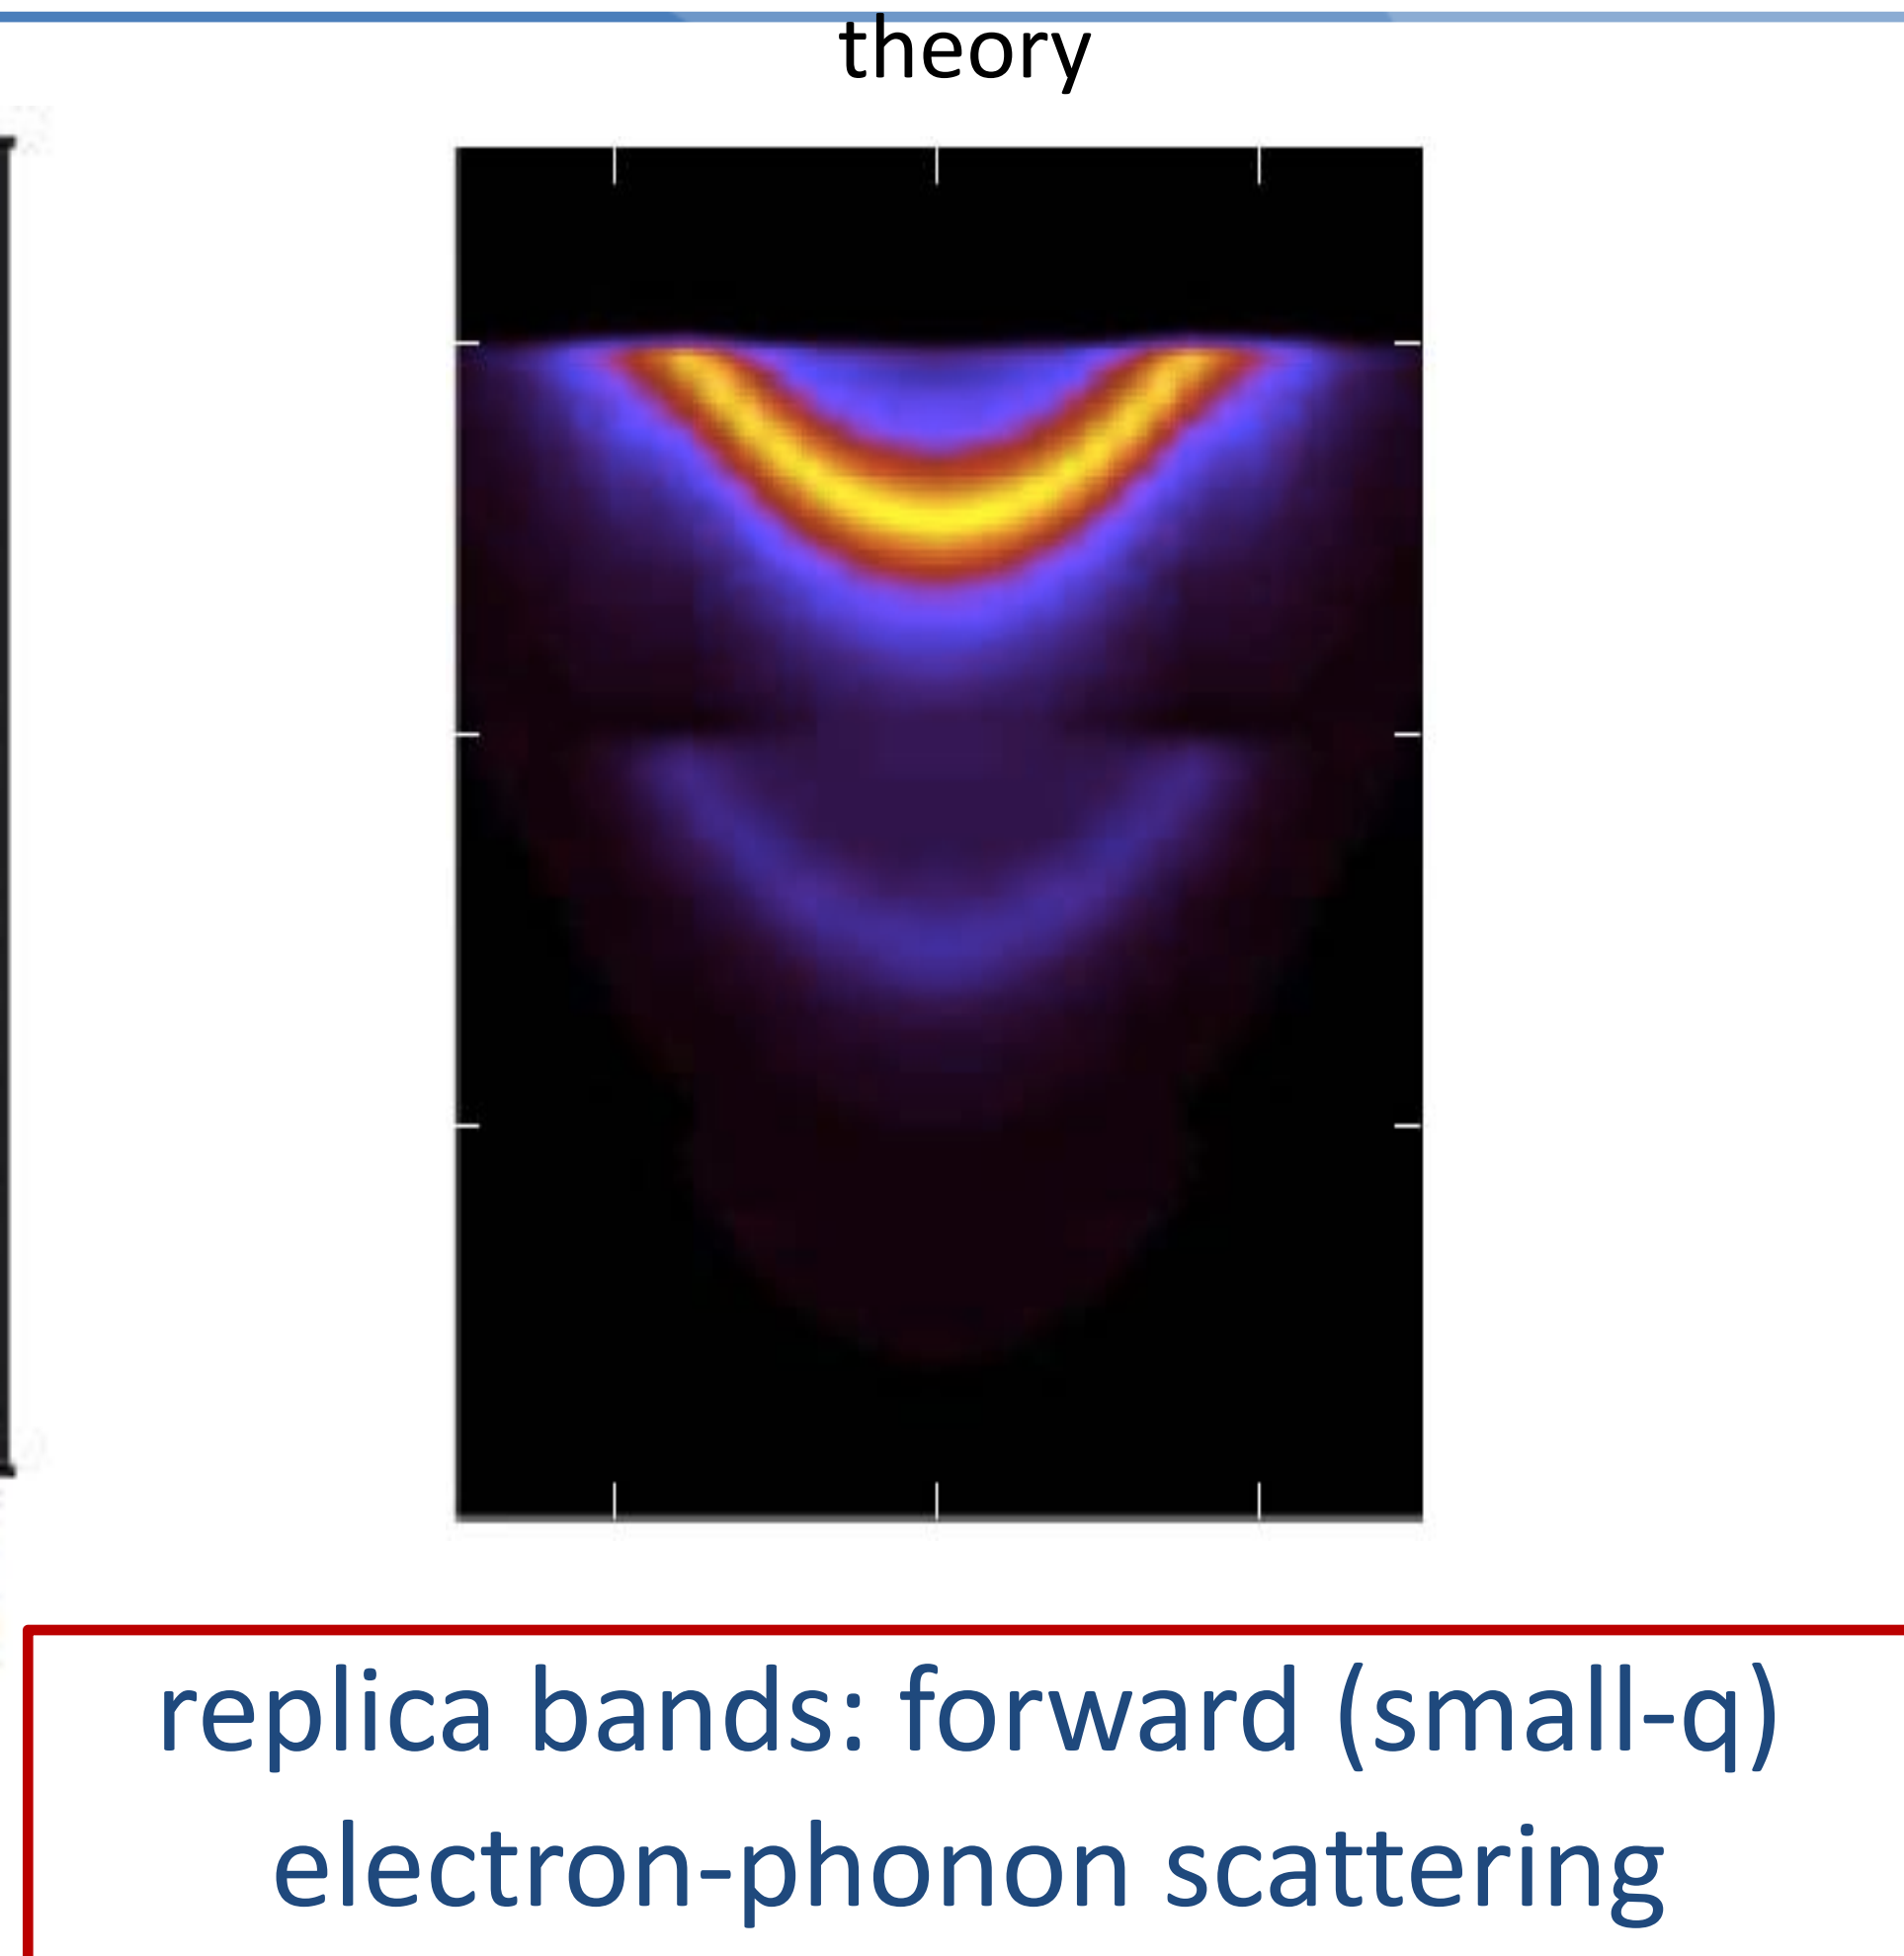 theory
replica bands: forward (small-q)
electron-phonon scattering